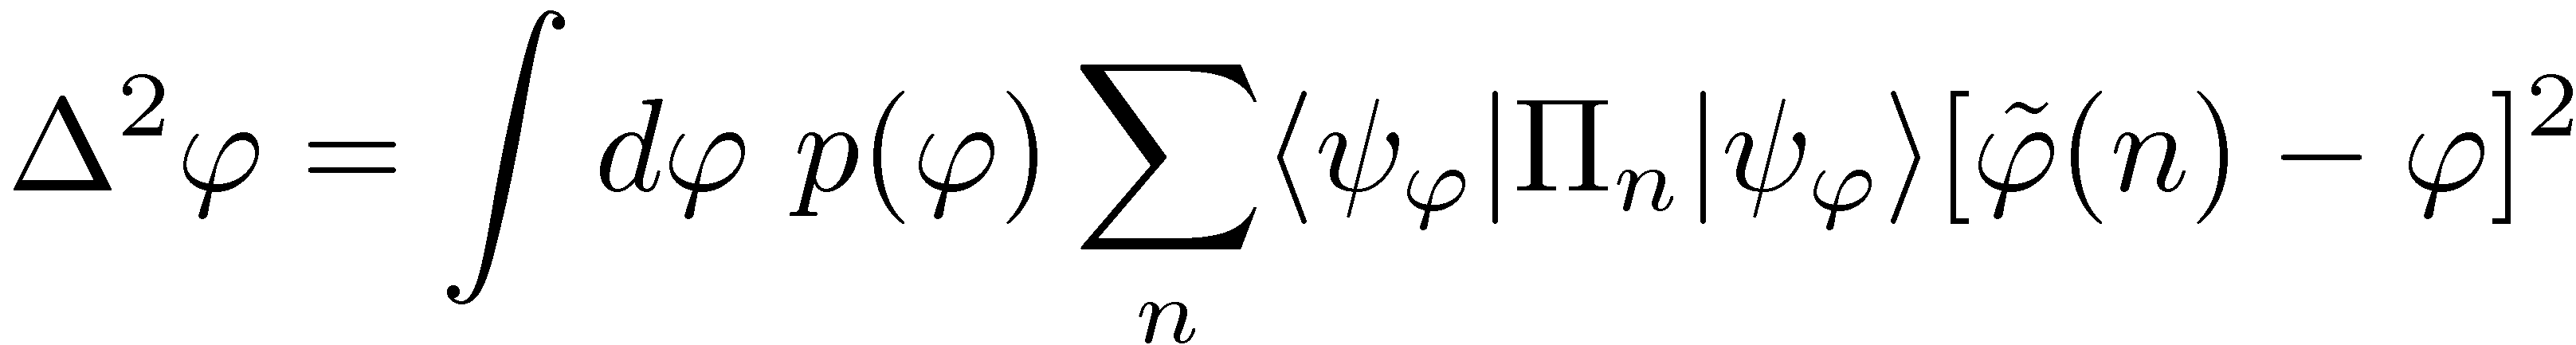 Δ²φ = ∫ dφ p(φ) ∑ₙ ⟨ψ_φ|Πₙ|ψ_φ⟩[φ̃(n) − φ]²